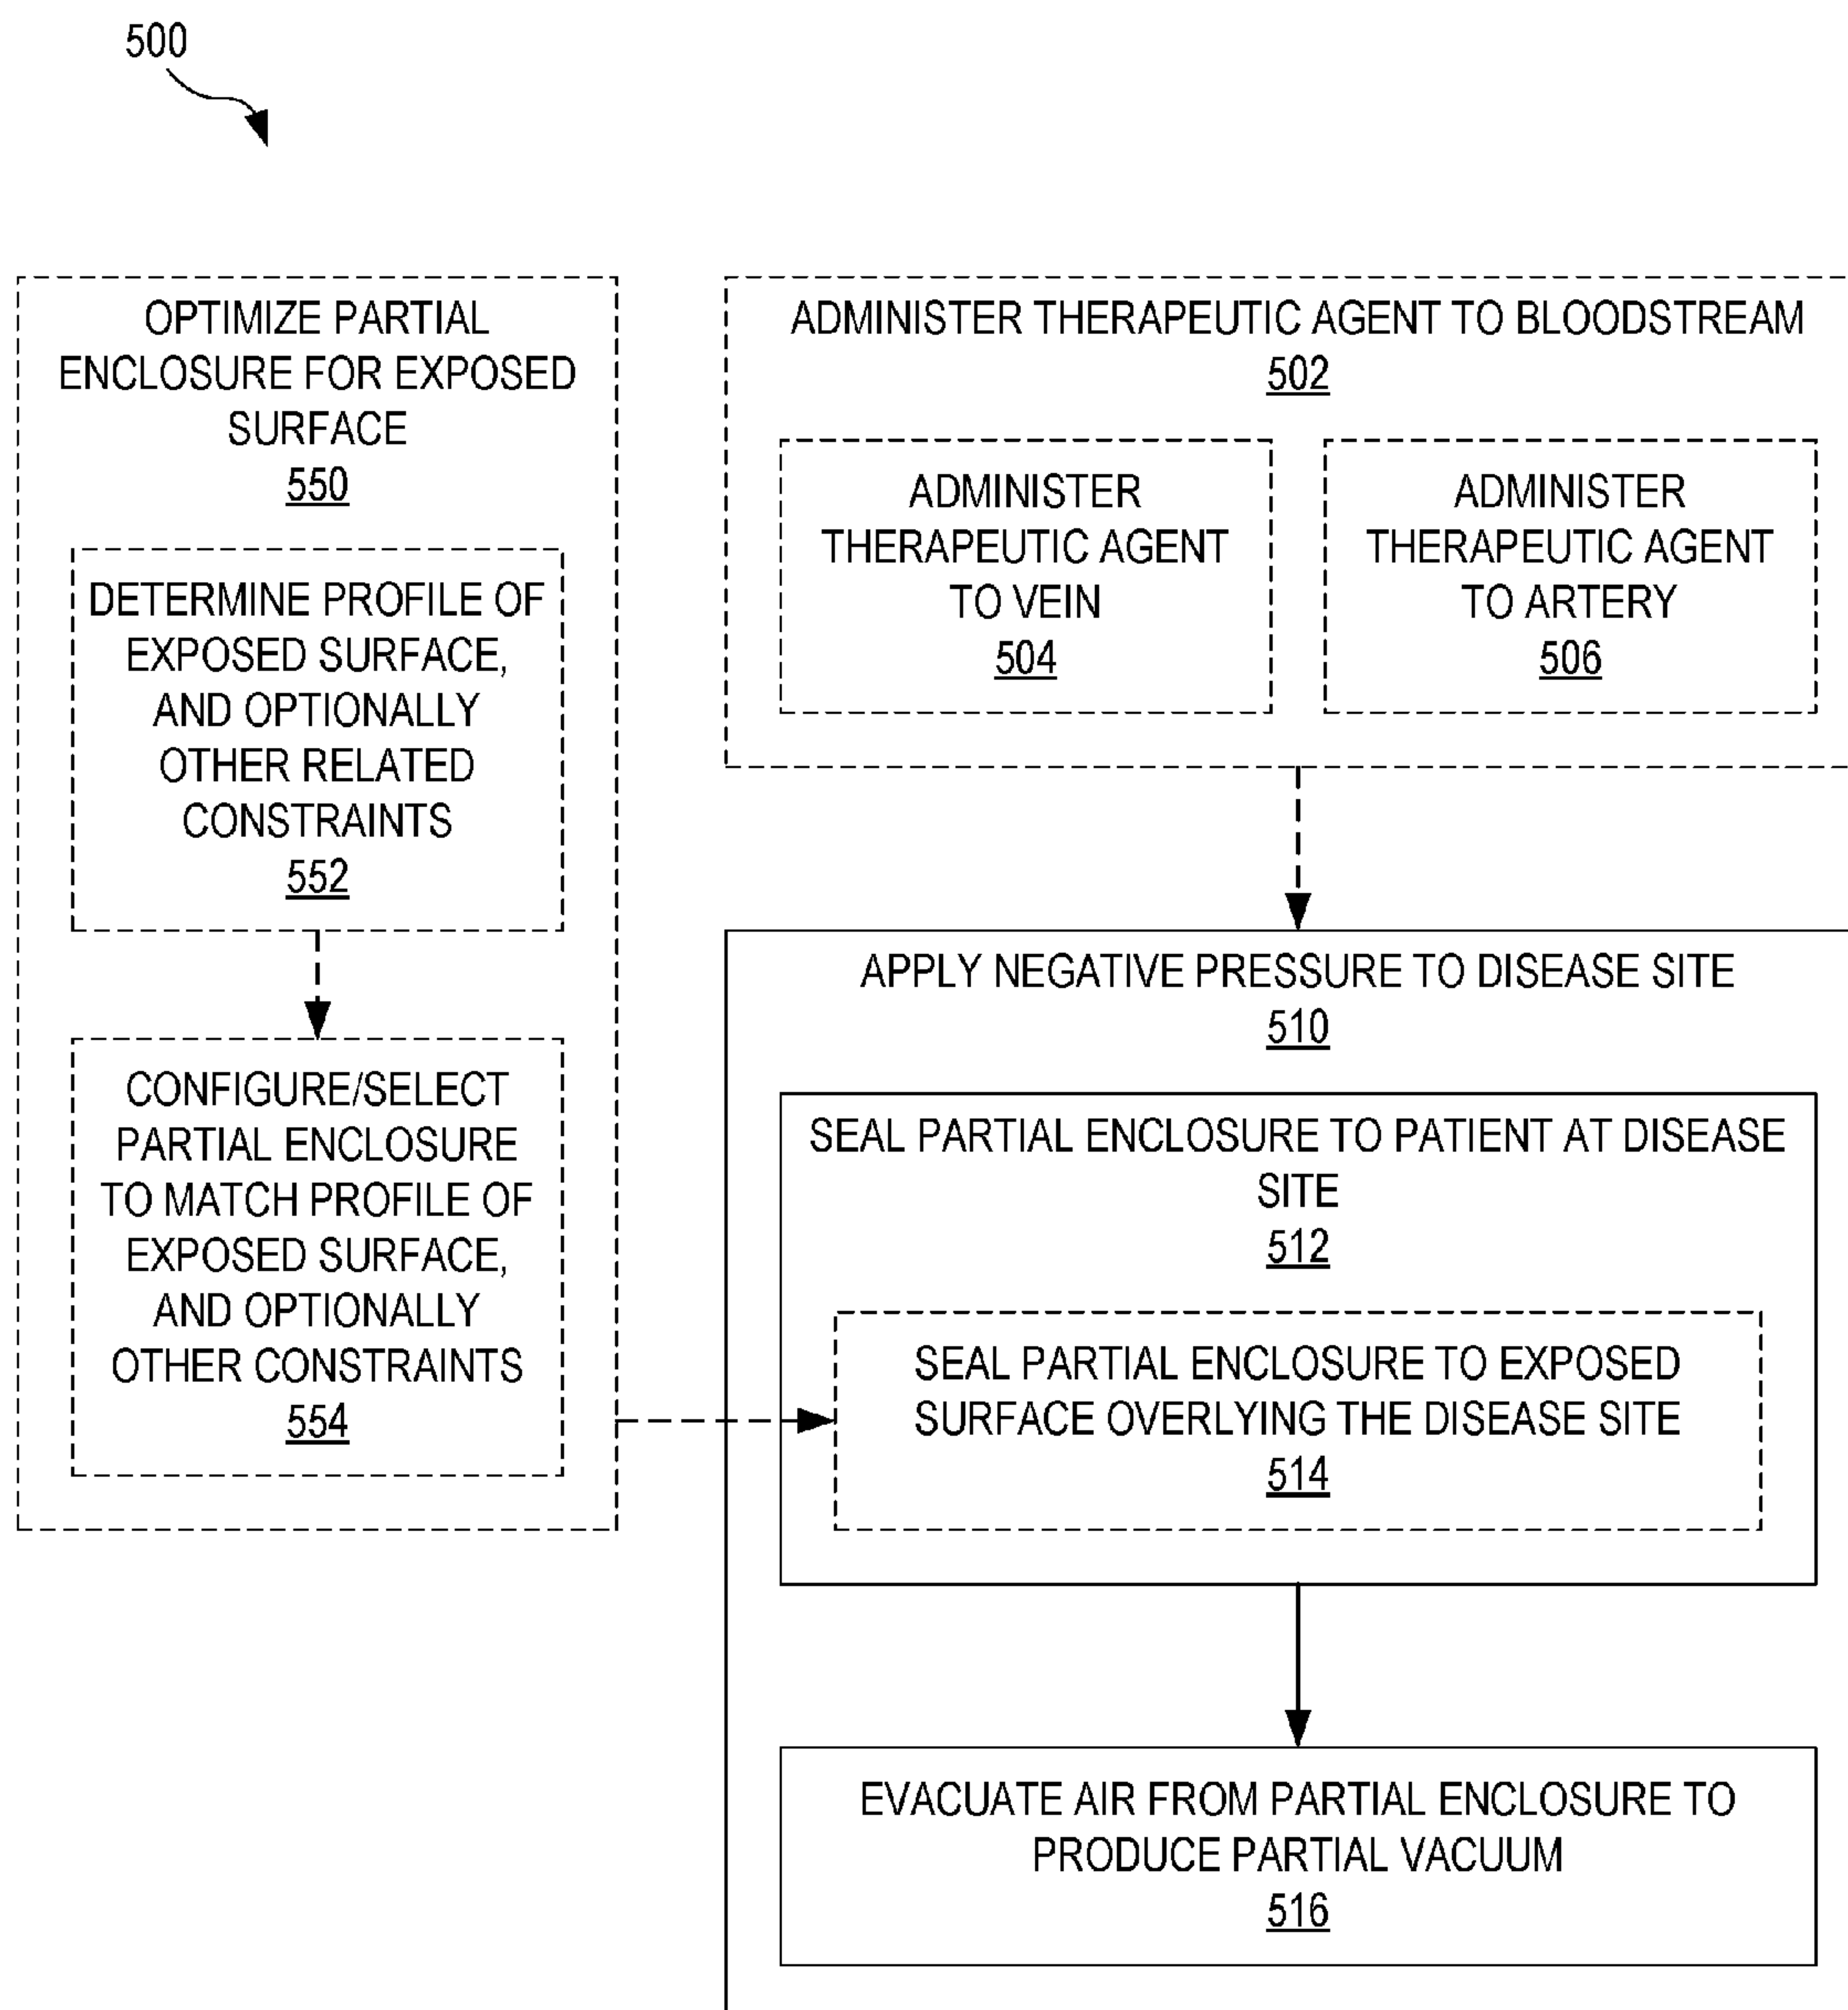 500
OPTIMIZE PARTIAL
ENCLOSURE FOR EXPOSED
SURFACE
550
DETERMINE PROFILE OF
EXPOSED SURFACE,
AND OPTIONALLY
OTHER RELATED
CONSTRAINTS
552
CONFIGURE/SELECT
PARTIAL ENCLOSURE
TO MATCH PROFILE OF
EXPOSED SURFACE,
AND OPTIONALLY
OTHER CONSTRAINTS
554
ADMINISTER THERAPEUTIC AGENT TO BLOODSTREAM
502
ADMINISTER
THERAPEUTIC AGENT
TO VEIN
504
ADMINISTER
THERAPEUTIC AGENT
TO ARTERY
506
APPLY NEGATIVE PRESSURE TO DISEASE SITE
510
SEAL PARTIAL ENCLOSURE TO PATIENT AT DISEASE
SITE
512
SEAL PARTIAL ENCLOSURE TO EXPOSED
SURFACE OVERLYING THE DISEASE SITE
514
EVACUATE AIR FROM PARTIAL ENCLOSURE TO
PRODUCE PARTIAL VACUUM
516